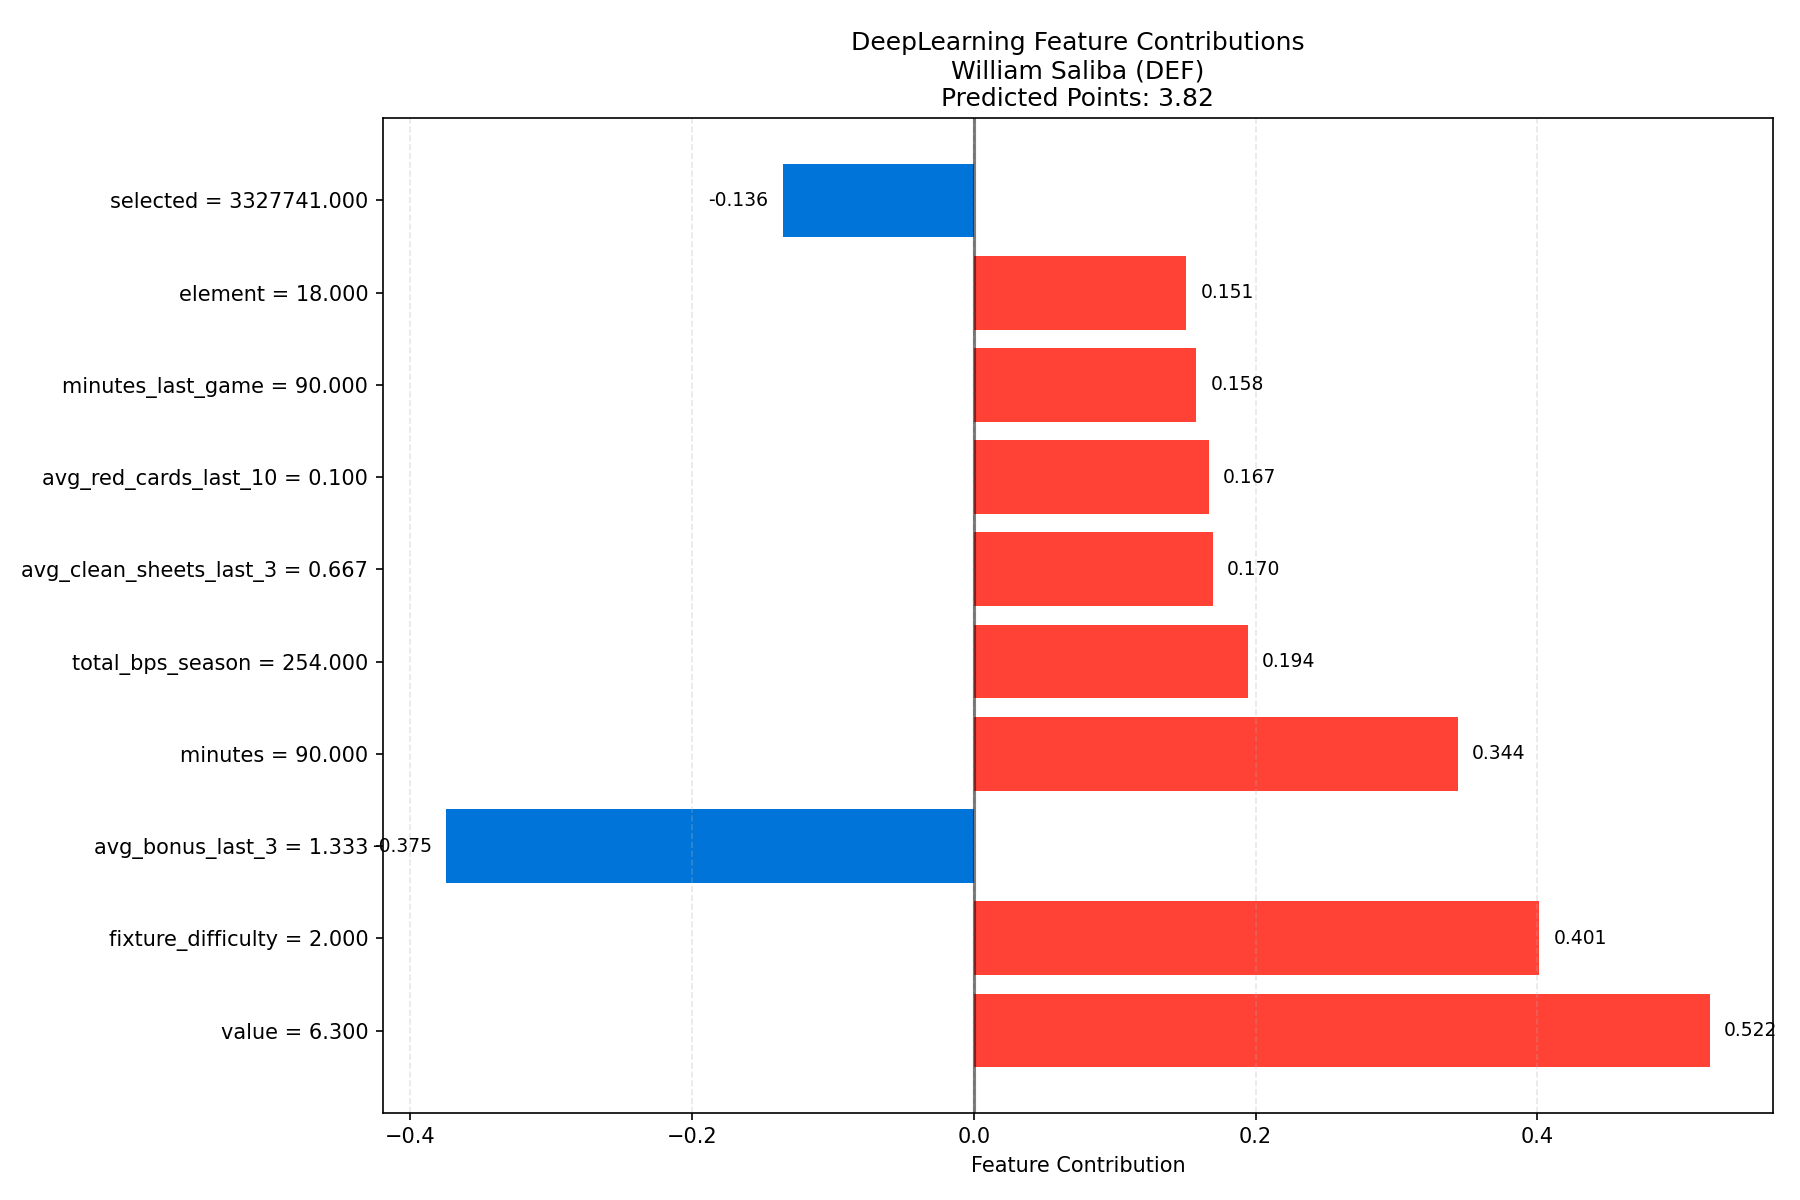 DeepLearning Feature Contributions
William Saliba (DEF)
Predicted Points: 3.82
selected = 3327741.000
-0.136
element = 18.000
0.151
minutes_last_game = 90.000
0.158
avg_red_cards_last_10 = 0.100
0.167
avg_clean_sheets_last_3 = 0.667
0.170
total_bps_season = 254.000
0.194
minutes = 90.000
0.344
avg_bonus_last_3 = 1.333
-0.375
fixture_difficulty = 2.000
0.401
value = 6.300
0.522
−0.4 −0.2 0.0 0.2 0.4
Feature Contribution